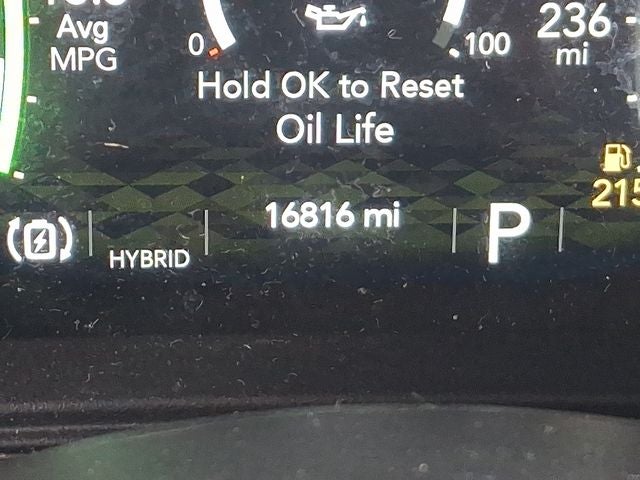 236
Avg
0
100
mi
MPG
Hold OK to Reset
Oil Life
16816 mi
P
HYBRID